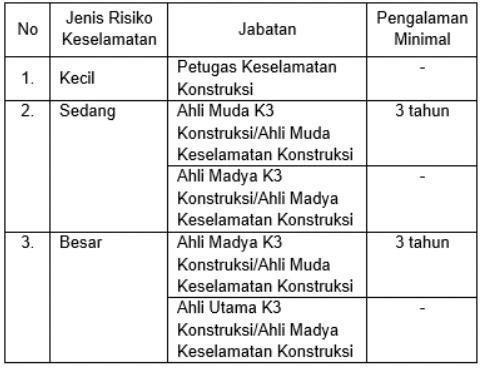 No
Jenis Risiko
Keselamatan
Jabatan
Pengalaman
Minimal
1.
Kecil
Petugas Keselamatan
Konstruksi
-
2.
Sedang
Ahli Muda K3
Konstruksi/Ahli Muda
Keselamatan Konstruksi
3 tahun
Ahli Madya K3
Konstruksi/Ahli Madya
Keselamatan Konstruksi
-
3.
Besar
Ahli Madya K3
Konstruksi/Ahli Muda
Keselamatan Konstruksi
3 tahun
Ahli Utama K3
Konstruksi/Ahli Madya
Keselamatan Konstruksi
-